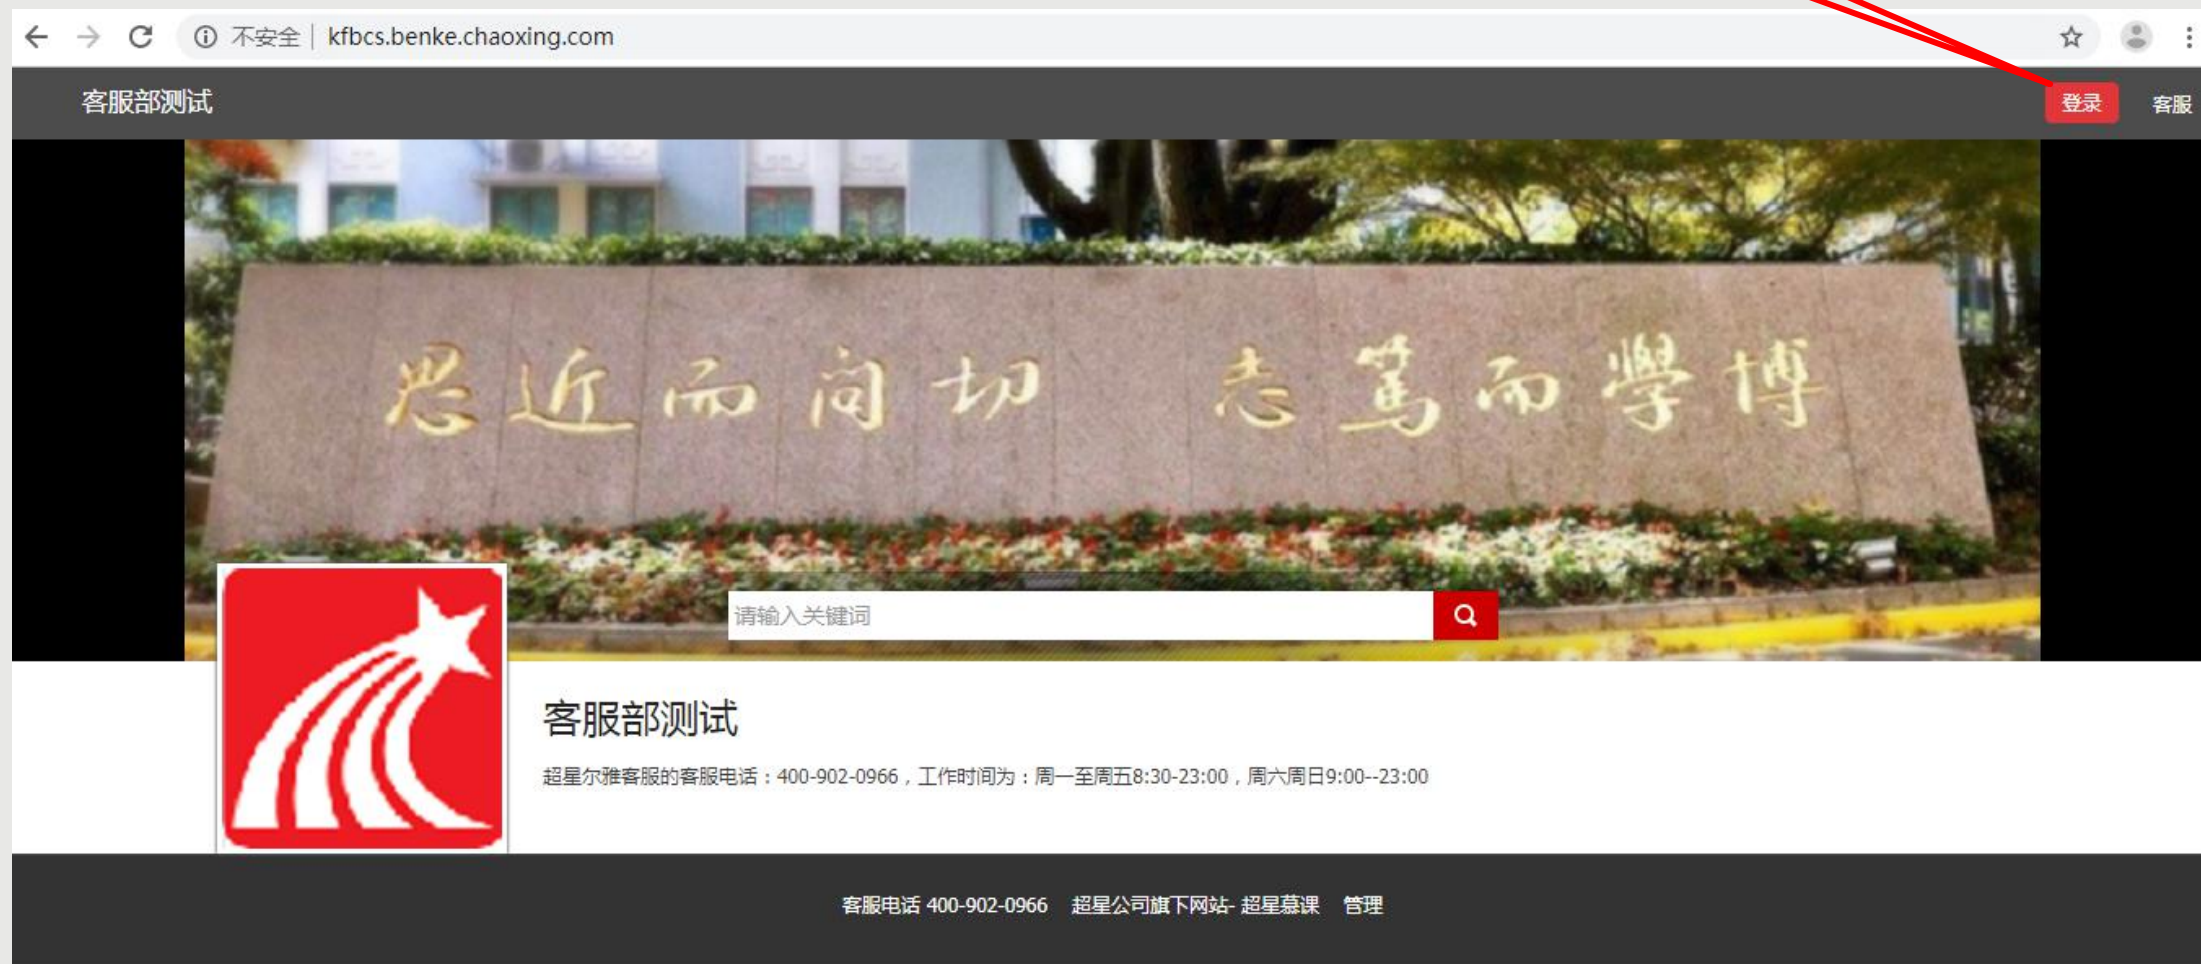 不安全 | kfbcs.benke.chaoxing.com
客服部测试
登录 客服
思近而问切 志篤而學博
请输入关键词
客服部测试
超星尔雅客服的客服电话：400-902-0966，工作时间为：周一至周五8:30-23:00，周六周日9:00--23:00
客服电话 400-902-0966 超星公司旗下网站- 超星慕课 管理